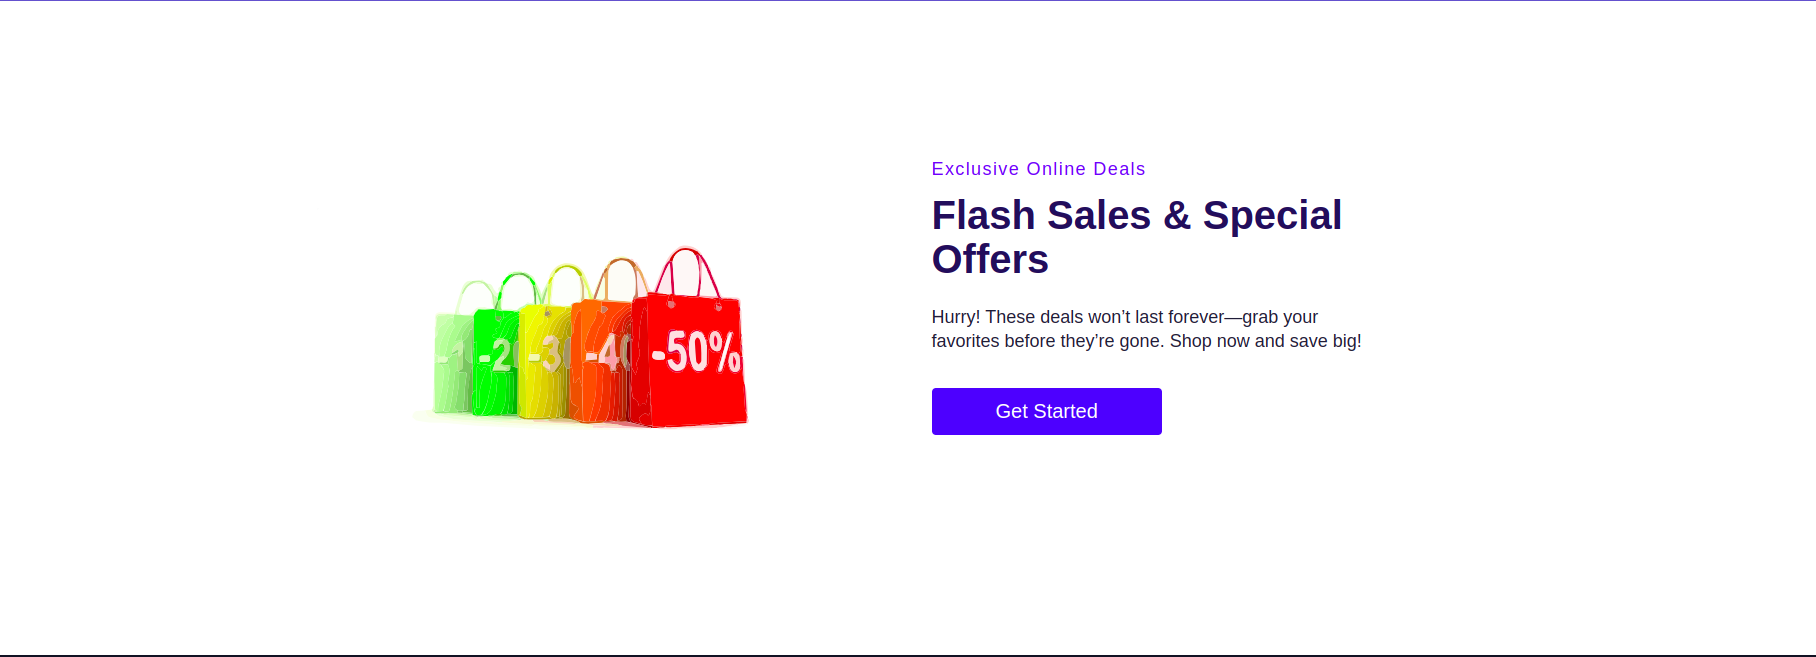 Exclusive Online Deals
Flash Sales & Special
Offers
Hurry! These deals won’t last forever—grab your
favorites before they’re gone. Shop now and save big!
Get Started
-1
-2
-3
-4
-50%